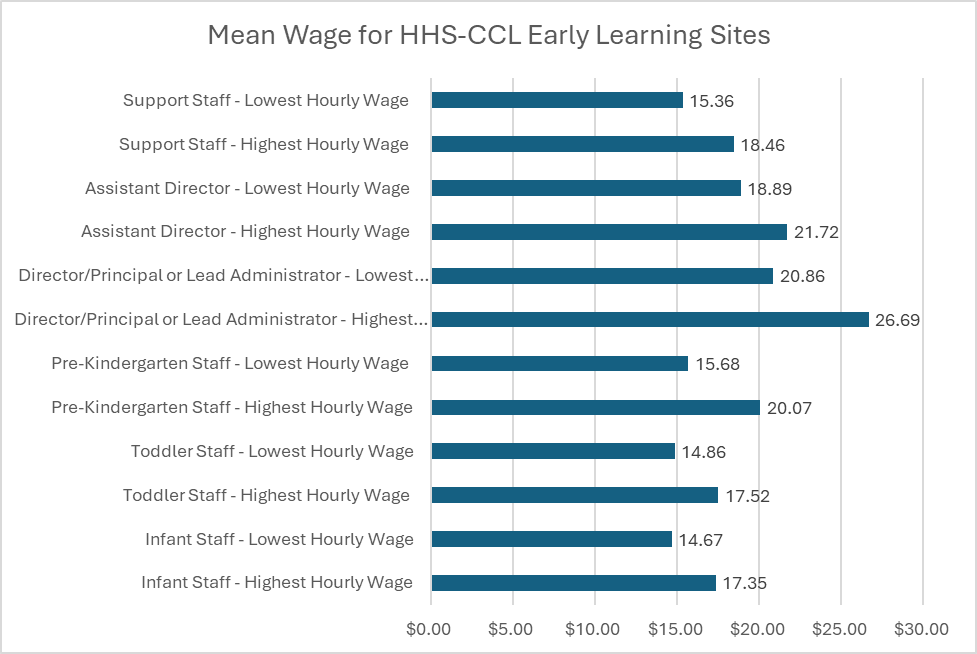 Mean Wage for HHS-CCL Early Learning Sites
Support Staff - Lowest Hourly Wage 15.36
Support Staff - Highest Hourly Wage 18.46
Assistant Director - Lowest Hourly Wage 18.89
Assistant Director - Highest Hourly Wage 21.72
Director/Principal or Lead Administrator - Lowest... 20.86
Director/Principal or Lead Administrator - Highest... 26.69
Pre-Kindergarten Staff - Lowest Hourly Wage 15.68
Pre-Kindergarten Staff - Highest Hourly Wage 20.07
Toddler Staff - Lowest Hourly Wage 14.86
Toddler Staff - Highest Hourly Wage 17.52
Infant Staff - Lowest Hourly Wage 14.67
Infant Staff - Highest Hourly Wage 17.35
$0.00 $5.00 $10.00 $15.00 $20.00 $25.00 $30.00